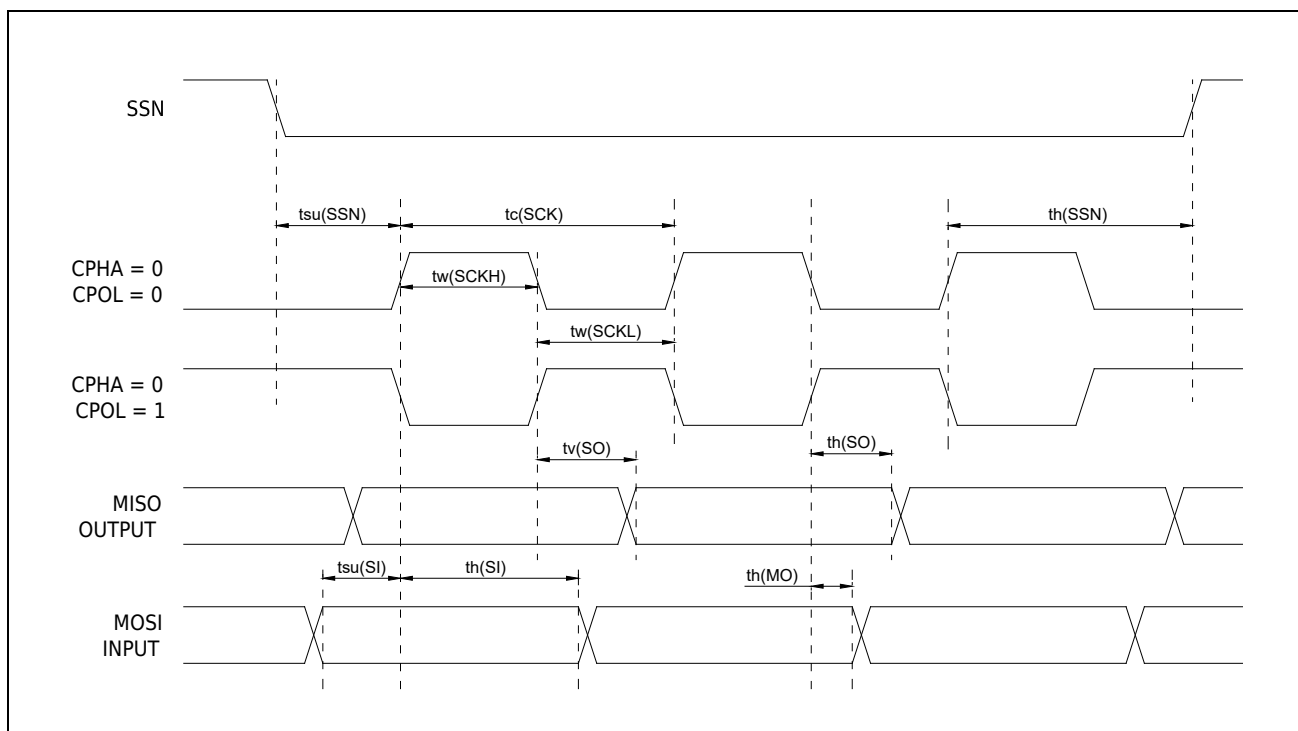 SSN
tsu(SSN)
tc(SCK)
th(SSN)
CPHA = 0
CPOL = 0
tw(SCKH)
tw(SCKL)
CPHA = 0
CPOL = 1
tv(SO)
th(SO)
MISO
OUTPUT
tsu(SI)
th(SI)
th(MO)
MOSI
INPUT